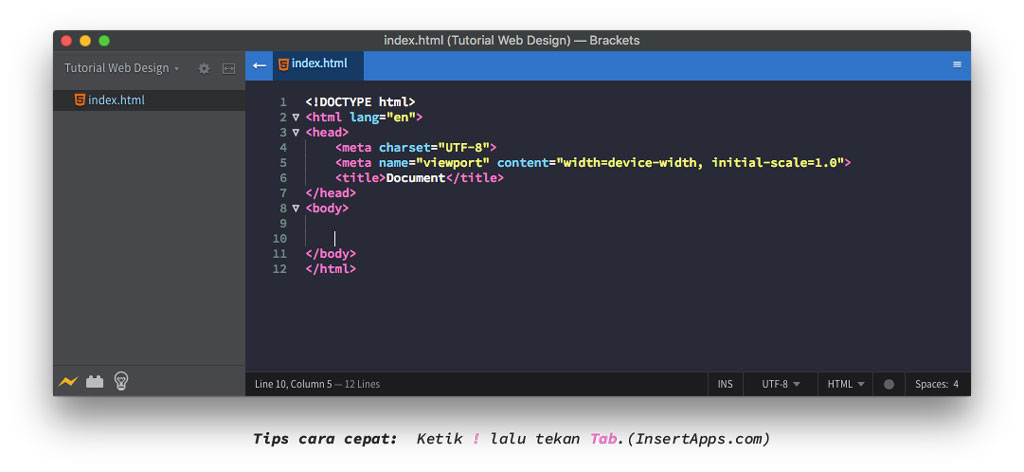 index.html (Tutorial Web Design) — Brackets
Tutorial Web Design
index.html
index.html
1 <!DOCTYPE html>
2 <html lang="en">
3 <head>
4 <meta charset="UTF-8">
5 <meta name="viewport" content="width=device-width, initial-scale=1.0">
6 <title>Document</title>
7 </head>
8 <body>
9
10
11 </body>
12 </html>
Line 10, Column 5 — 12 Lines
INS UTF-8 HTML Spaces: 4
Tips cara cepat: Ketik ! lalu tekan Tab.(InsertApps.com)